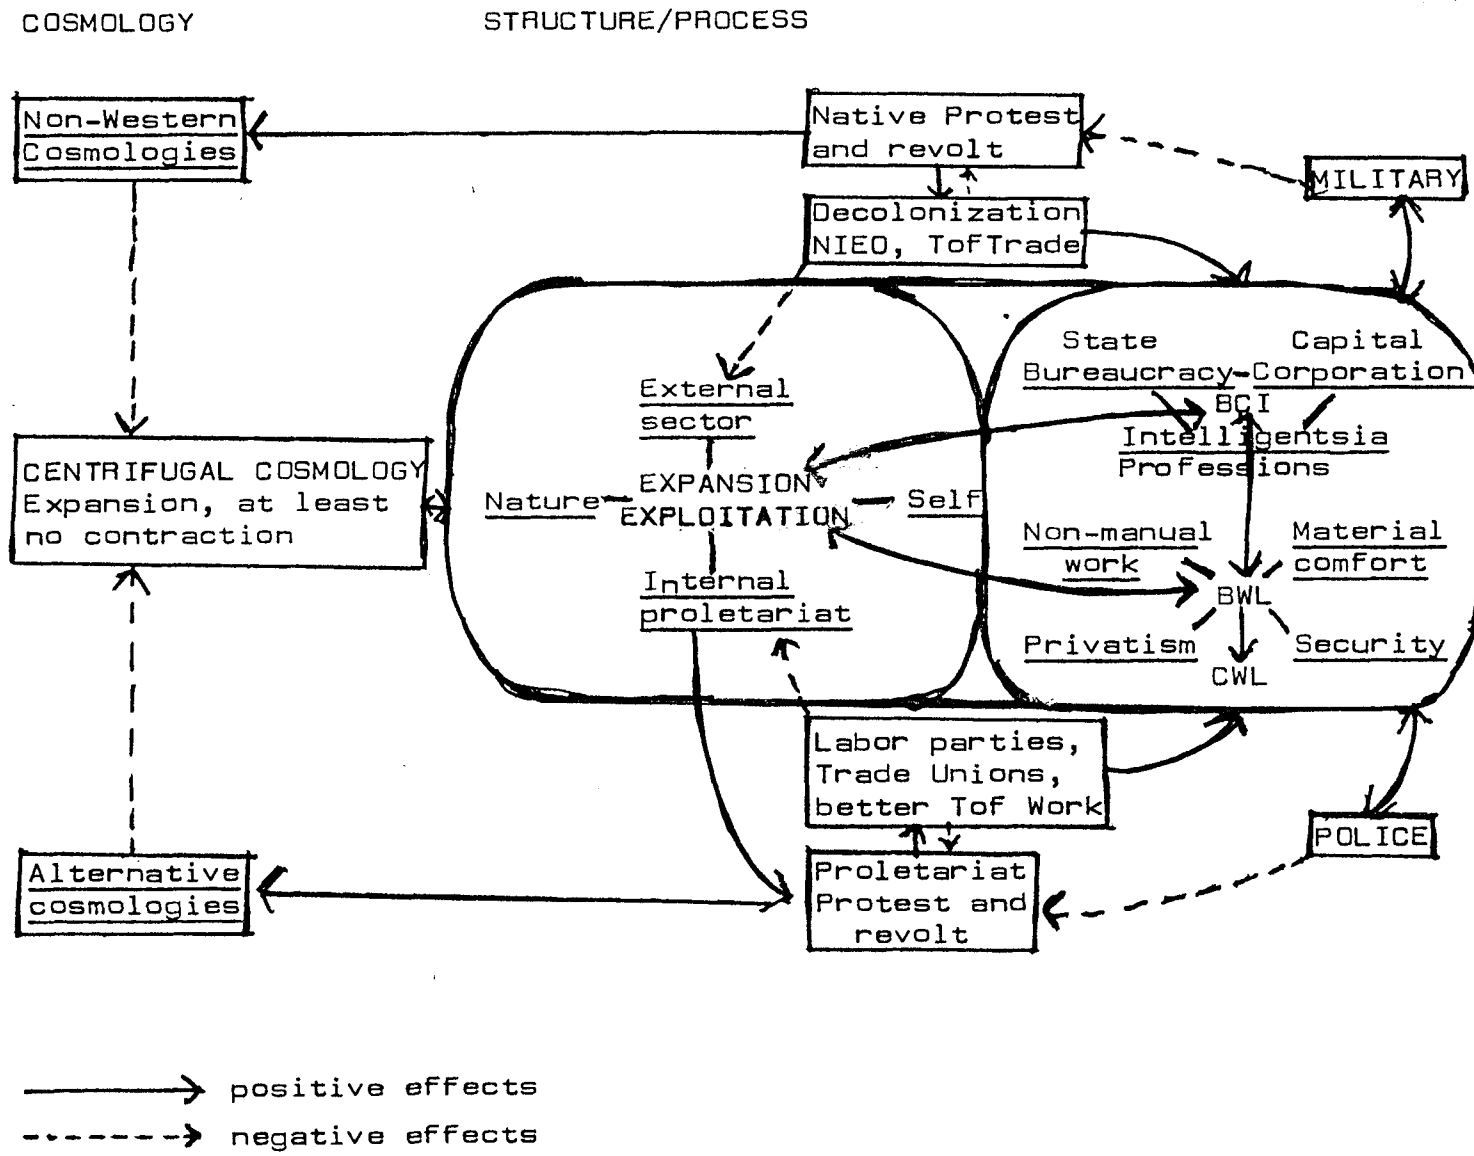 COSMOLOGY
STRUCTURE/PROCESS
Non-Western
Cosmologies
Native Protest
and revolt
MILITARY
Decolonization
NIEO, TofTrade
State
Capital
Bureaucracy-Corporation
BCI
Intelligentsia
Professions
External
sector
CENTRIFUGAL COSMOLOGY
Expansion, at least
no contraction
Nature
EXPANSION
EXPLOITATION
Self
Internal
proletariat
Non-manual
work
Material
comfort
BWL
Privatism
Security
CWL
Labor parties,
Trade Unions,
better Tof Work
POLICE
Alternative
cosmologies
Proletariat
Protest and
revolt
positive effects
negative effects